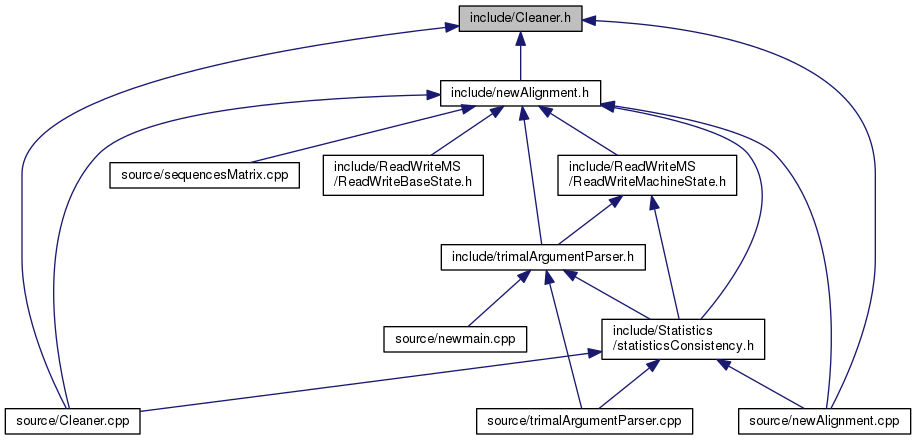 include/Cleaner.h
include/newAlignment.h
source/sequencesMatrix.cpp
include/ReadWriteMS
/ReadWriteBaseState.h
include/ReadWriteMS
/ReadWriteMachineState.h
include/trimalArgumentParser.h
source/newmain.cpp
include/Statistics
/statisticsConsistency.h
source/Cleaner.cpp
source/trimalArgumentParser.cpp
source/newAlignment.cpp